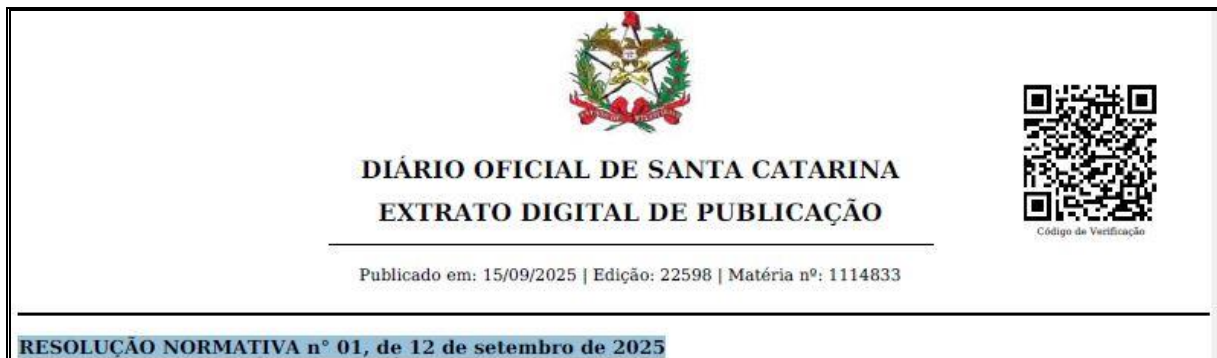 DIÁRIO OFICIAL DE SANTA CATARINA
EXTRATO DIGITAL DE PUBLICAÇÃO
Código de Verificação
Publicado em: 15/09/2025 | Edição: 22598 | Matéria nº: 1114833
RESOLUÇÃO NORMATIVA n° 01, de 12 de setembro de 2025